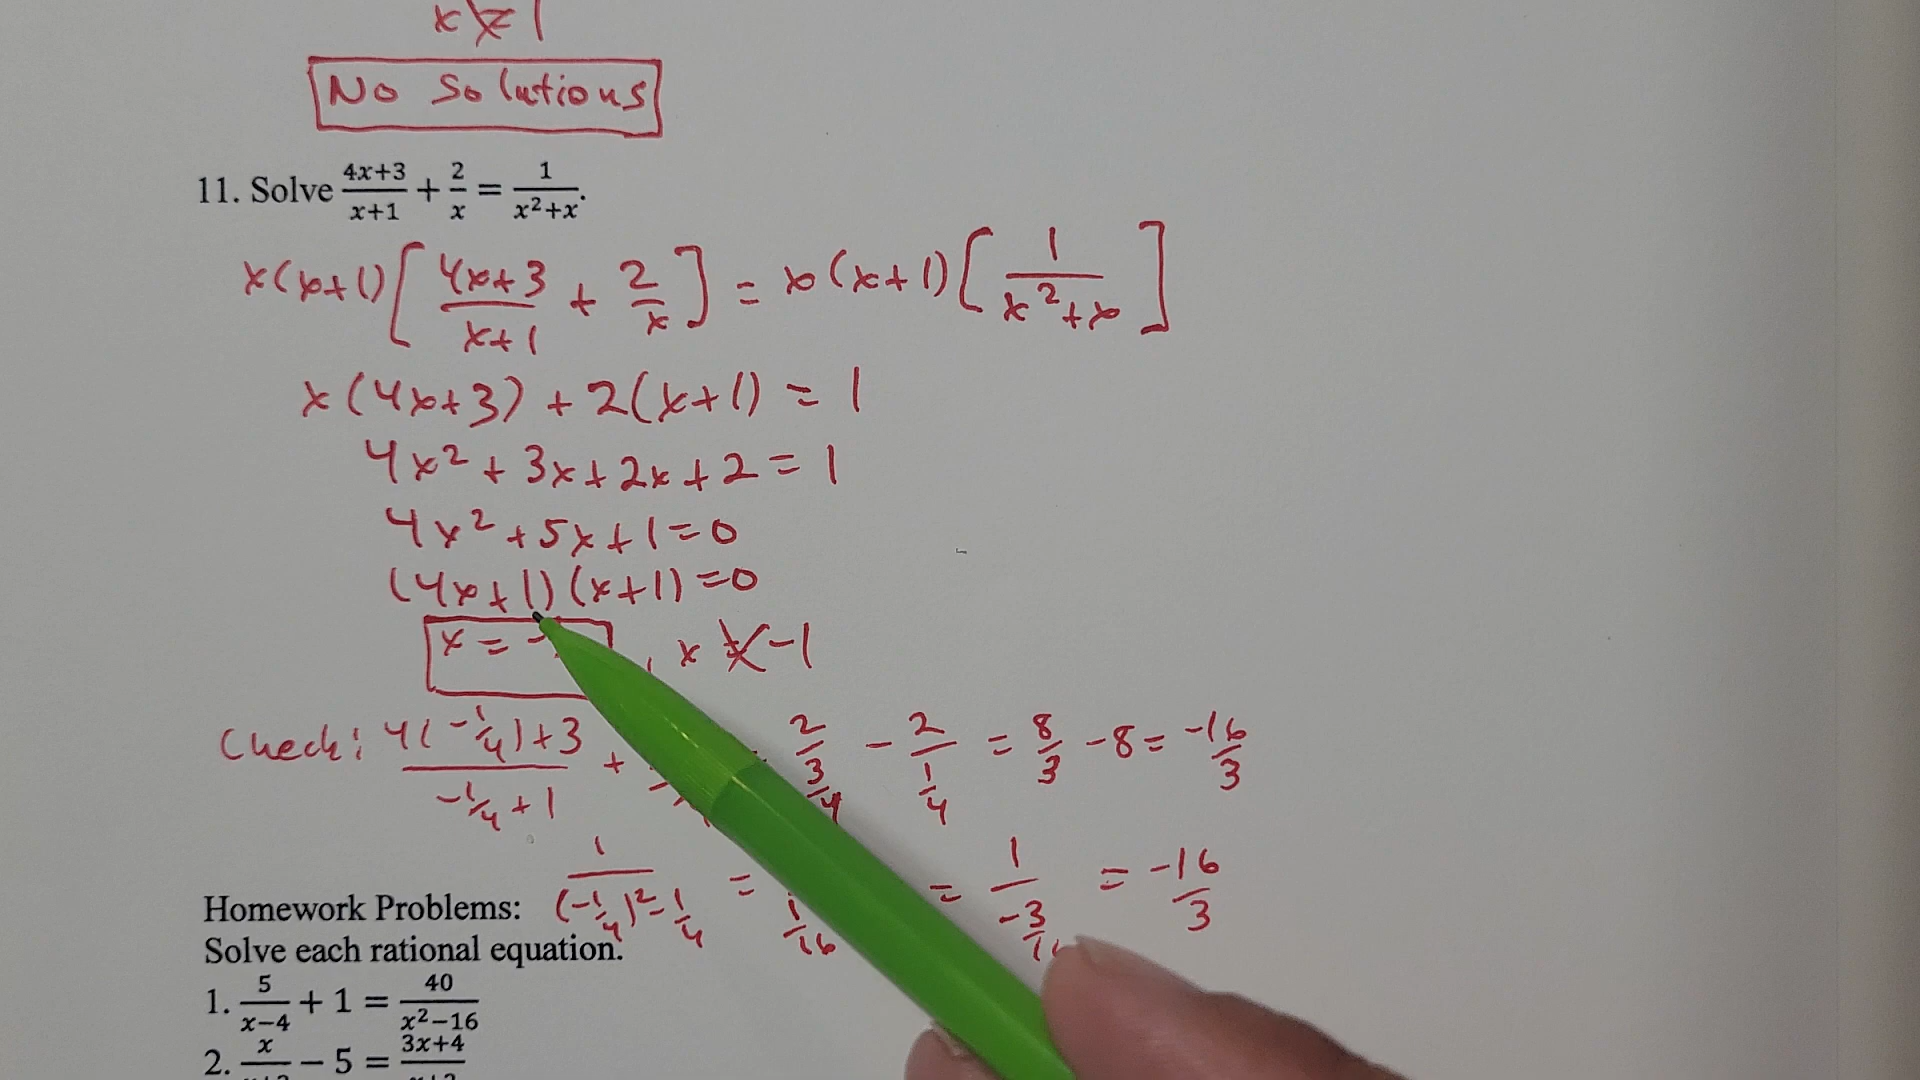 x ≠ 1
No Solutions
11. Solve (4x+3)/(x+1) + 2/x = 1/(x²+x).
x(x+1)[(4x+3)/(x+1) + 2/x] = x(x+1)[1/(x²+x)]
x(4x+3) + 2(x+1) = 1
4x² + 3x + 2x + 2 = 1
4x² + 5x + 1 = 0
(4x+1)(x+1) = 0
x = - , x ≠ -1
Check: (4(-1/4)+3)/(-1/4+1) + 2/(3/4) - 2/(1/4) = 8/3 - 8 = -16/3
1/((-1/4)²-1/4) = 1/16 = 1/(-3/16) = -16/3
Homework Problems:
Solve each rational equation.
1. 5/(x-4) + 1 = 40/(x²-16)
2. x - 5 = 3x+4